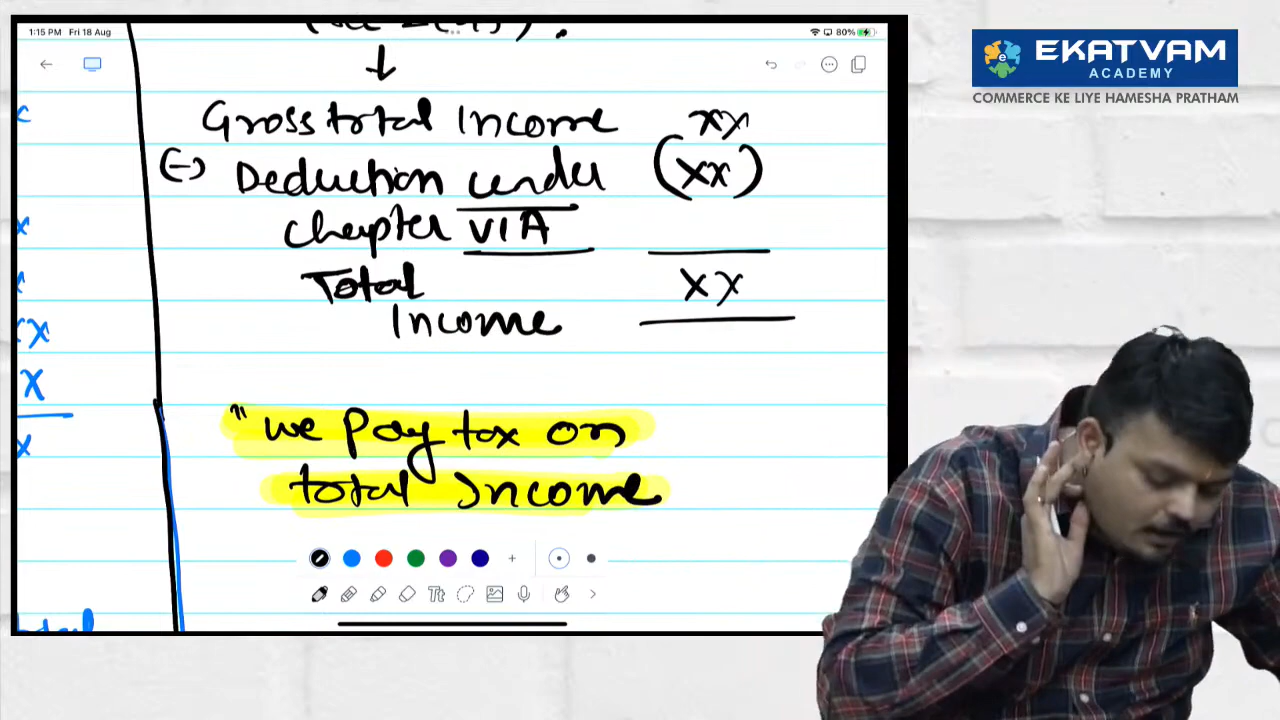 1:15 PM Fri 18 Aug
80%
EKATVAM
ACADEMY
COMMERCE KE LIYE HAMESHA PRATHAM
Gross total Income xx
(-) Deduction under (xx)
chapter VIA
Total xx
Income
"we pay tax on
total Income
Tt